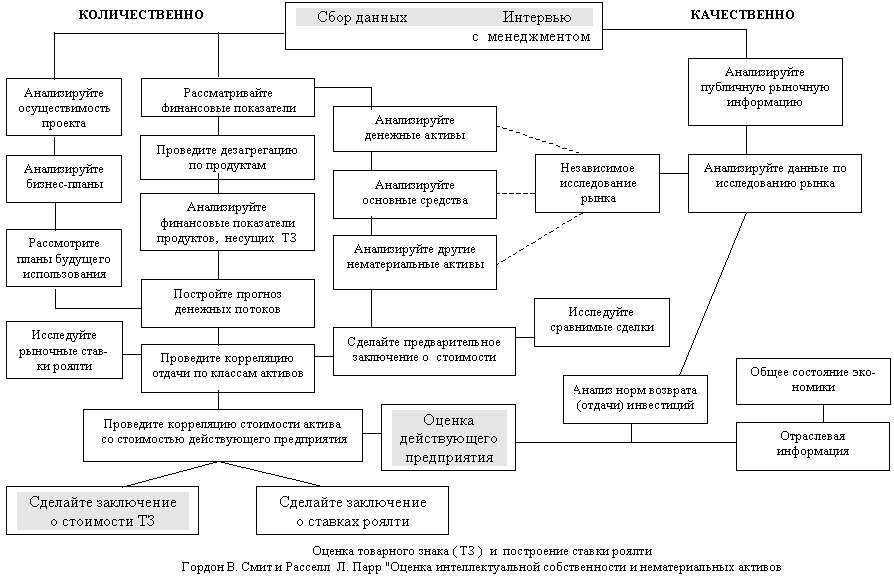 КОЛИЧЕСТВЕННО
Сбор данных Интервью
с менеджментом
КАЧЕСТВЕННО
Анализируйте
осуществимость
проекта
Рассматривайте
финансовые показатели
Анализируйте
публичную рыночную
информацию
Анализируйте
денежные активы
Проведите дезагрегацию
по продуктам
Анализируйте
бизнес-планы
Анализируйте
основные средства
Независимое
исследование
рынка
Анализируйте данные по
исследованию рынка
Анализируйте
финансовые показатели
продуктов, несущих ТЗ
Рассмотрите
планы будущего
использования
Анализируйте другие
нематериальные активы
Постройте прогноз
денежных потоков
Исследуйте
сравнимые сделки
Исследуйте
рыночные став-
ки роялти
Проведите корреляцию
отдачи по классам активов
Сделайте предварительное
заключение о стоимости
Анализ норм возврата
(отдачи) инвестиций
Общее состояние эко-
номики
Проведите корреляцию стоимости актива
со стоимостью действующего предприятия
Оценка
действующего
предприятия
Отраслевая
информация
Сделайте заключение
о стоимости ТЗ
Сделайте заключение
о ставках роялти
Оценка товарного знака ( ТЗ ) и построение ставки роялти
Гордон В. Смит и Расселл Л. Парр "Оценка интеллектуальной собственности и нематериальных активов